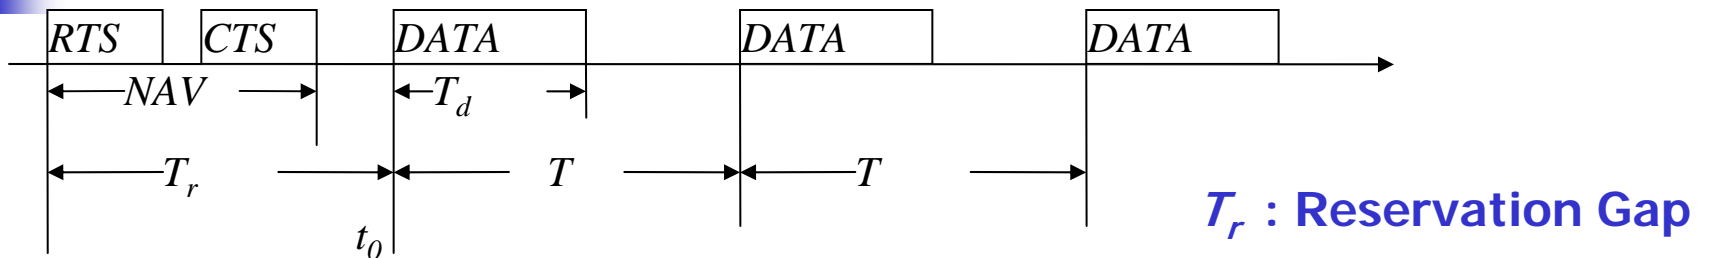 RTS CTS DATA DATA DATA
NAV T_d
T_r T T
T_r : Reservation Gap
t_0